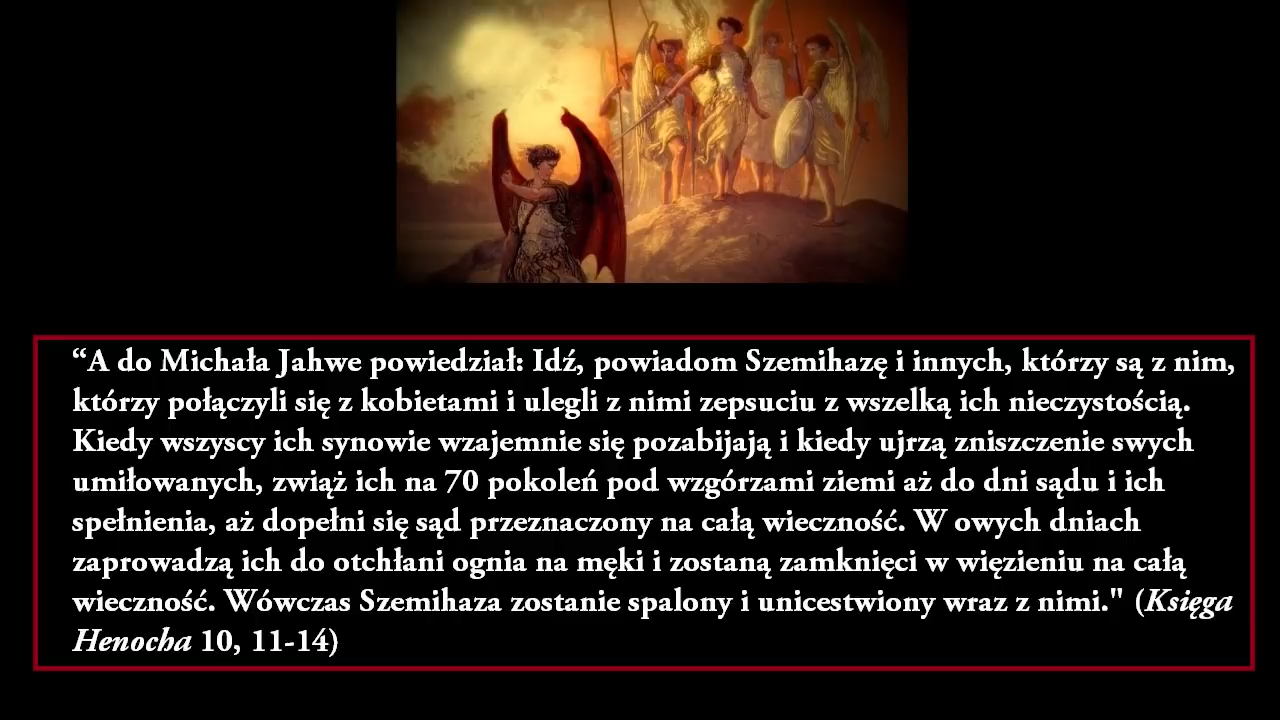 “A do Michała Jahwe powiedział: Idź, powiadom Szemihazę i innych, którzy są z nim,
którzy połączyli się z kobietami i ulegli z nimi zepsuciu z wszelką ich nieczystością.
Kiedy wszyscy ich synowie wzajemnie się pozabijają i kiedy ujrzą zniszczenie swych
umiłowanych, zwiąż ich na 70 pokoleń pod wzgórzami ziemi aż do dni sądu i ich
spełnienia, aż dopełni się sąd przeznaczony na całą wieczność. W owych dniach
zaprowadzą ich do otchłani ognia na męki i zostaną zamknięci w więzieniu na całą
wieczność. Wówczas Szemihaza zostanie spalony i unicestwiony wraz z nimi." (Księga
Henocha 10, 11-14)